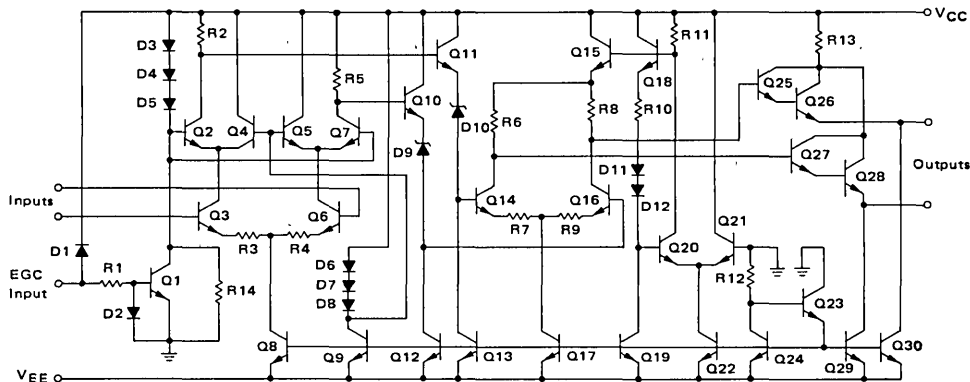 VCC
D3
R2
Q11
Q15
R11
R13
D4
R5
Q18
Q25
D5
Q10
R8
R10
Q26
Q2
Q4
Q5
Q7
D10
R6
D9
Q27
D11
Q28
Outputs
Inputs
Q14
Q16
D12
Q3
Q6
R7
R9
Q21
R3
R4
Q20
D1
R12
EGC
Input
R1
Q1
D6
D7
D8
R14
Q23
D2
Q8
Q9
Q12
Q13
Q17
Q19
Q22
Q24
Q29
Q30
VEE